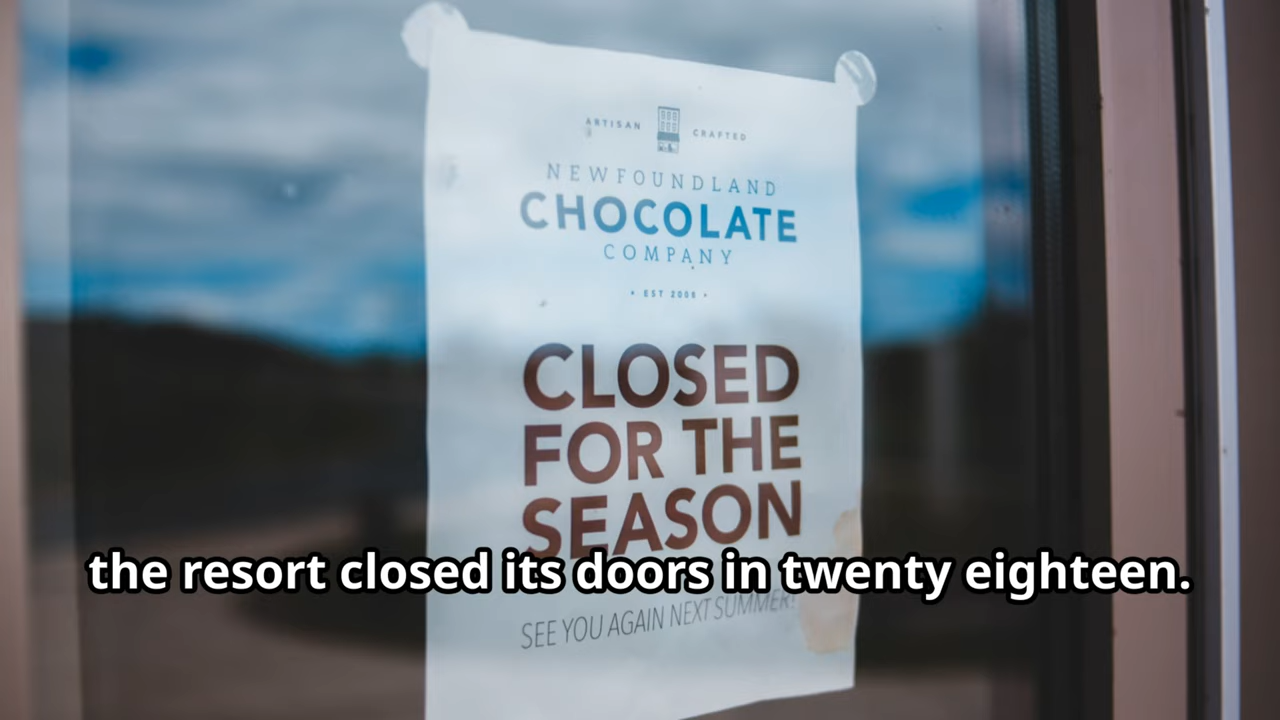 ARTISAN CRAFTED
NEWFOUNDLAND
CHOCOLATE
COMPANY
• EST 2006 •
CLOSED
FOR THE
SEASON
the resort closed its doors in twenty eighteen.
SEE YOU AGAIN NEXT SUMMER!